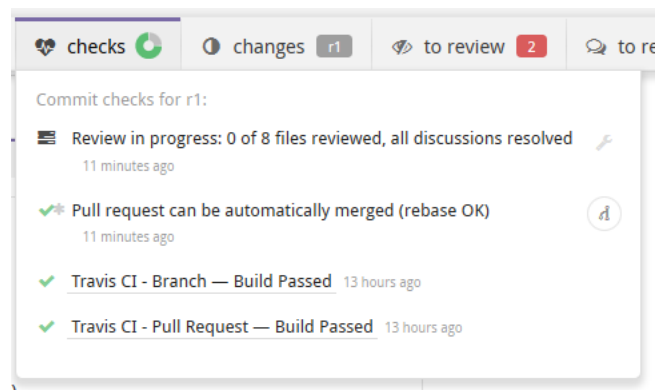 checks changes r1 to review 2 to re
Commit checks for r1:
Review in progress: 0 of 8 files reviewed, all discussions resolved
11 minutes ago
Pull request can be automatically merged (rebase OK)
11 minutes ago
Travis CI - Branch — Build Passed 13 hours ago
Travis CI - Pull Request — Build Passed 13 hours ago